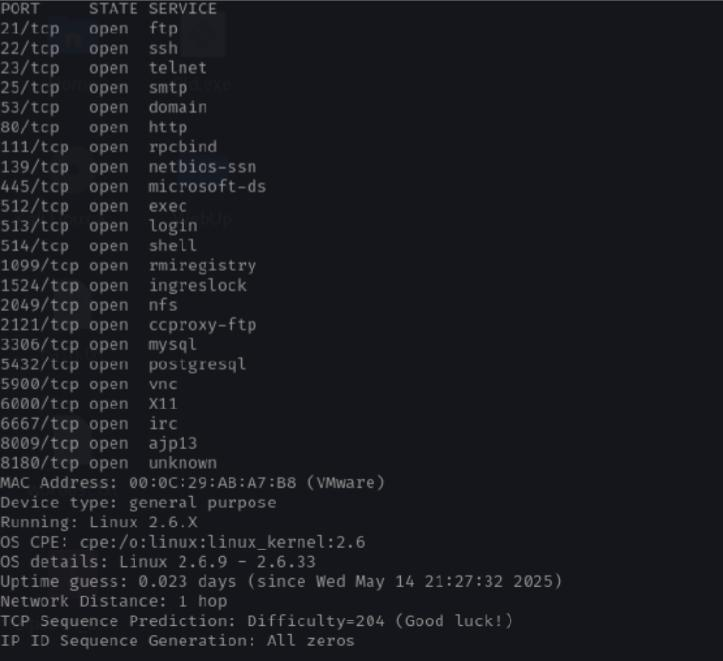 PORT STATE SERVICE
21/tcp open ftp
22/tcp open ssh
23/tcp open telnet
25/tcp open smtp
53/tcp open domain
80/tcp open http
111/tcp open rpcbind
139/tcp open netbios-ssn
445/tcp open microsoft-ds
512/tcp open exec
513/tcp open login
514/tcp open shell
1099/tcp open rmiregistry
1524/tcp open ingreslock
2049/tcp open nfs
2121/tcp open ccproxy-ftp
3306/tcp open mysql
5432/tcp open postgresql
5900/tcp open vnc
6000/tcp open X11
6667/tcp open irc
8009/tcp open ajp13
8180/tcp open unknown
MAC Address: 00:0C:29:AB:A7:B8 (VMware)
Device type: general purpose
Running: Linux 2.6.X
OS CPE: cpe:/o:linux:linux_kernel:2.6
OS details: Linux 2.6.9 - 2.6.33
Uptime guess: 0.023 days (since Wed May 14 21:27:32 2025)
Network Distance: 1 hop
TCP Sequence Prediction: Difficulty=204 (Good luck!)
IP ID Sequence Generation: All zeros